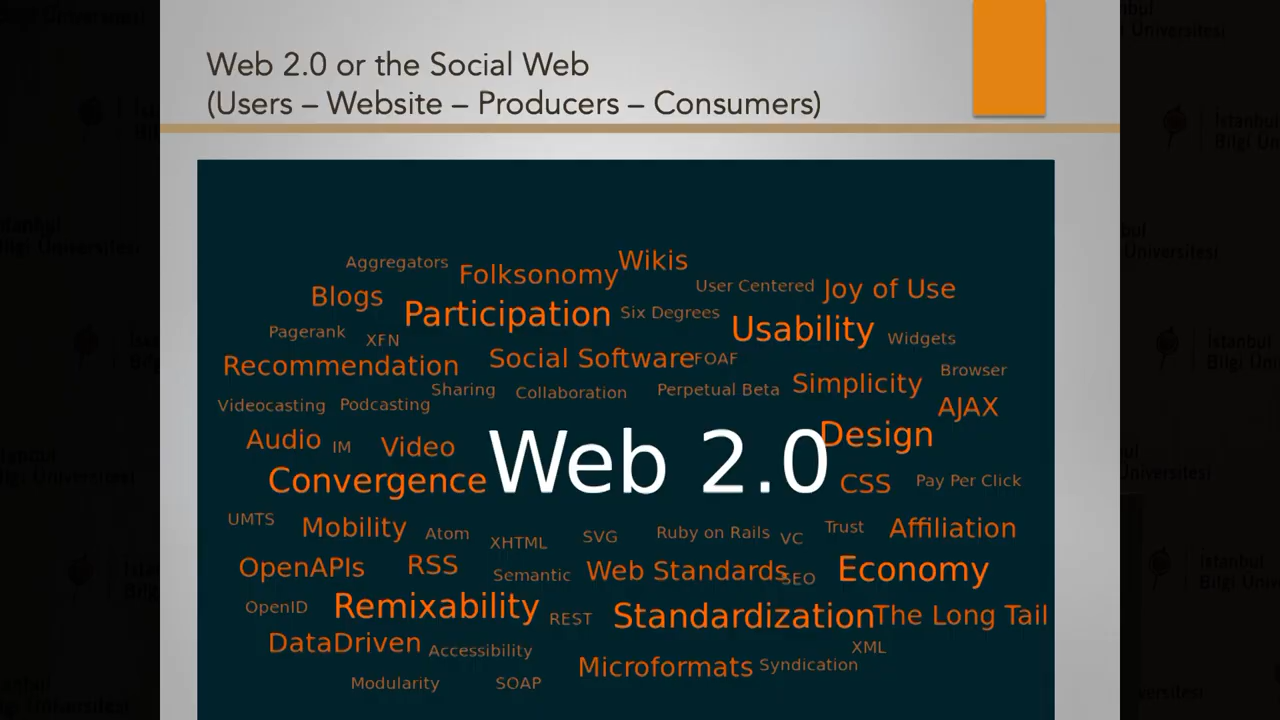 Web 2.0 or the Social Web
(Users – Website – Producers – Consumers)
Aggregators Folksonomy Wikis User Centered Joy of Use
Blogs Participation Six Degrees Usability Widgets
Pagerank XFN
Recommendation Social Software FOAF Browser
Sharing Collaboration Perpetual Beta Simplicity
Videocasting Podcasting AJAX
Audio IM Video Web 2.0 Design
Convergence CSS Pay Per Click
UMTS Mobility Atom XHTML SVG Ruby on Rails VC Trust Affiliation
OpenAPIs RSS Semantic Web Standards SEO Economy
OpenID Remixability REST Standardization The Long Tail
DataDriven Accessibility XML
Microformats Syndication
Modularity SOAP
İstanbul
Bilgi Üniversitesi